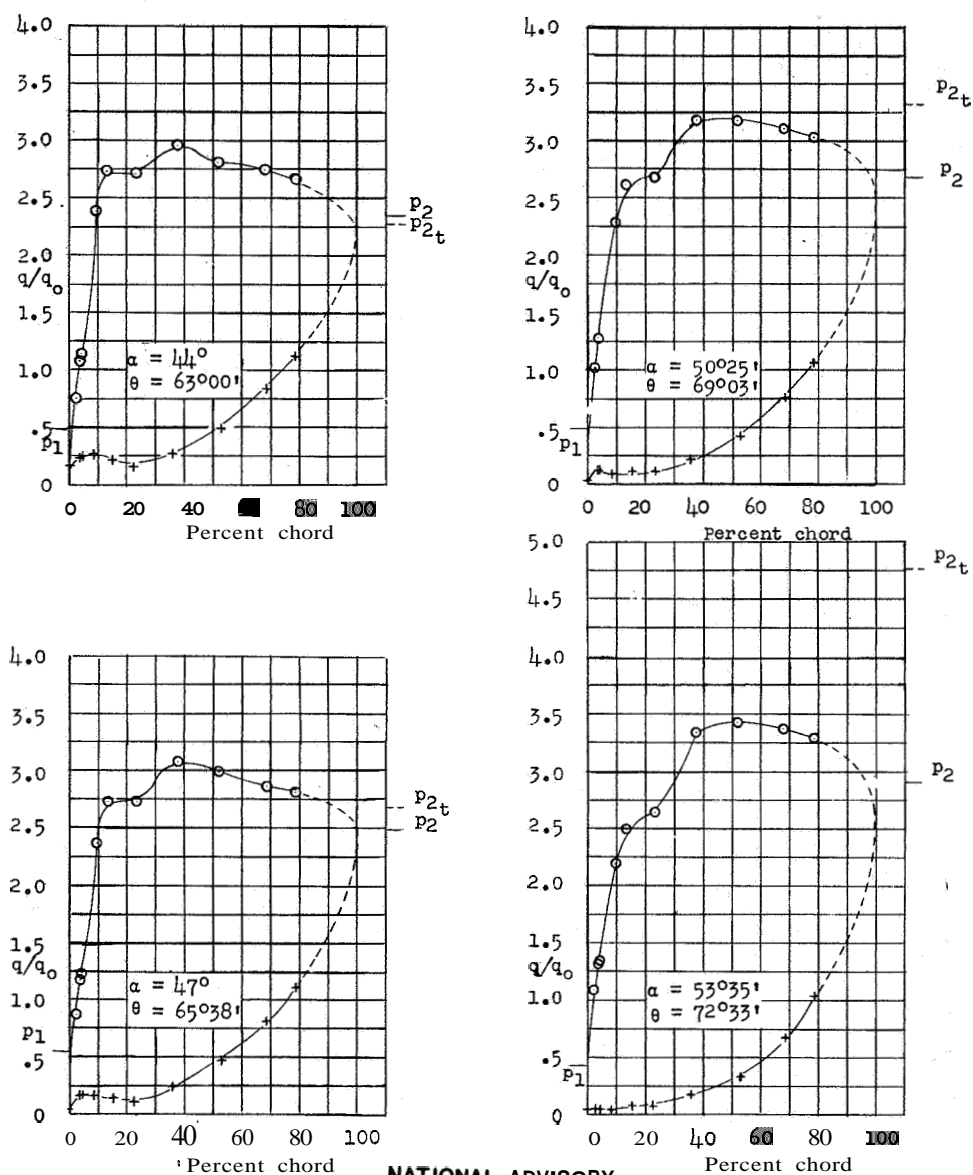 4.0
3.5
3.0
2.5
2.0
q/q₀
1.5
1.0
.5
p₁
0
α = 44°
θ = 63°00'
p₂
p₂t
0 20 40 80 100
Percent chord
4.0
3.5
3.0
2.5
2.0
q/q₀
1.5
1.0
.5
p₁
0
α = 50°25'
θ = 69°03'
p₂t
p₂
0 20 40 60 80 100
Percent chord
4.0
3.5
3.0
2.5
2.0
1.5
q/q₀
1.0
p₁
.5
0
α = 47°
θ = 65°38'
p₂t
p₂
0 20 40 60 80 100
Percent chord
5.0
4.5
4.0
3.5
3.0
2.5
2.0
1.5
q/q₀
1.0
.5
p₁
0
α = 53°35'
θ = 72°33'
p₂t
p₂
0 20 40 60 80 100
Percent chord
NATIONAL ADVISORY